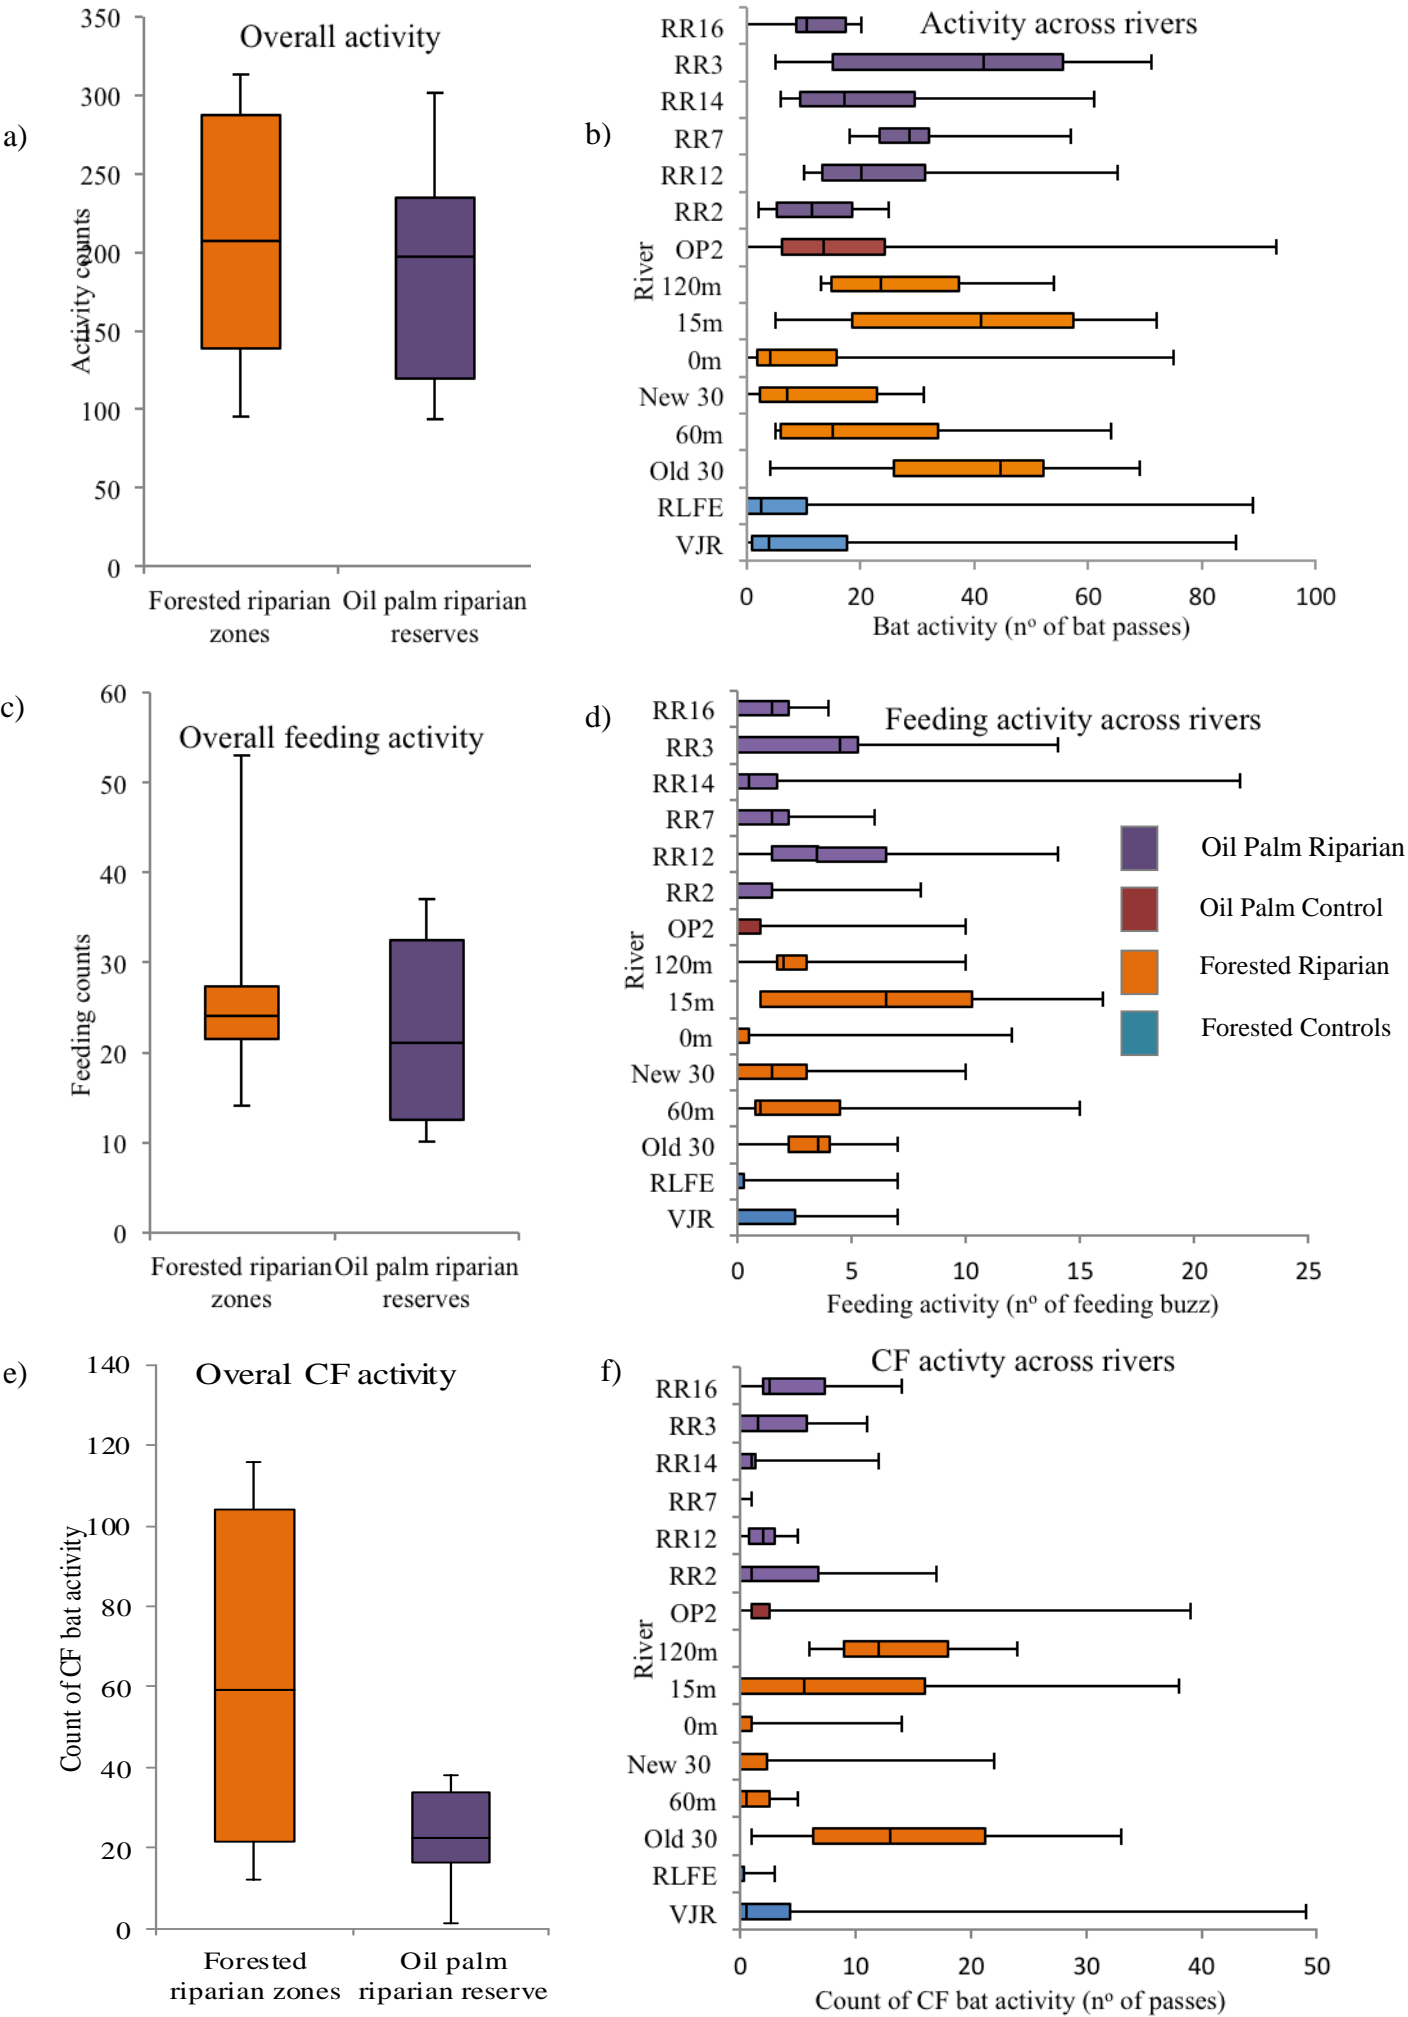 a)
Overall activity
350
300
250
200
150
100
50
0
Activity counts
Forested riparian zones
Oil palm riparian reserves
b)
Activity across rivers
River
RR16
RR3
RR14
RR7
RR12
RR2
OP2
120m
15m
0m
New 30
60m
Old 30
RLFE
VJR
0 20 40 60 80 100
Bat activity (nº of bat passes)
c)
Overall feeding activity
60
50
40
30
20
10
0
Feeding counts
Forested riparian zones
Oil palm riparian reserves
d)
Feeding activity across rivers
River
RR16
RR3
RR14
RR7
RR12
RR2
OP2
120m
15m
0m
New 30
60m
Old 30
RLFE
VJR
0 5 10 15 20 25
Feeding activity (nº of feeding buzz)
Oil Palm Riparian
Oil Palm Control
Forested Riparian
Forested Controls
e)
Overal CF activity
140
120
100
80
60
40
20
0
Count of CF bat activity
Forested riparian zones
Oil palm riparian reserve
f)
CF activty across rivers
River
RR16
RR3
RR14
RR7
RR12
RR2
OP2
120m
15m
0m
New 30
60m
Old 30
RLFE
VJR
0 10 20 30 40 50
Count of CF bat activity (nº of passes)